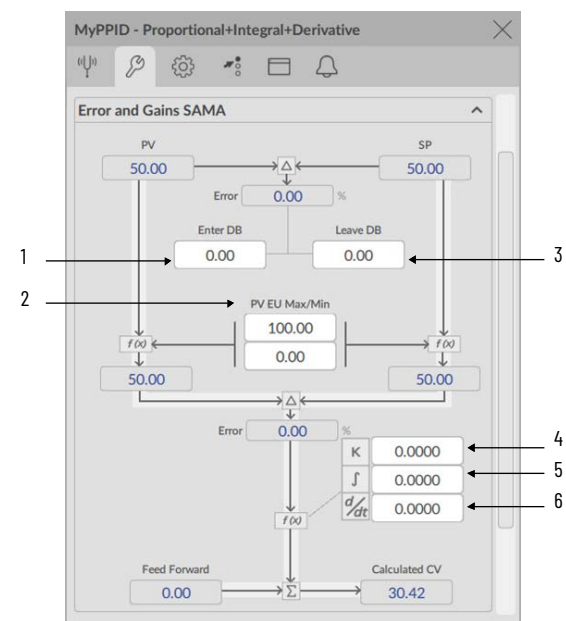 MyPPID - Proportional+Integral+Derivative
Error and Gains SAMA
PV SP
50.00 Δ 50.00
Error 0.00 %
Enter DB Leave DB
1 0.00 0.00 3
2 PV EU Max/Min
100.00
f(x) f(x)
0.00
50.00 50.00
Δ
Error 0.00 %
K 0.0000 4
∫ 0.0000 5
d/dt 0.0000 6
f(x)
Feed Forward Calculated CV
0.00 Σ 30.42